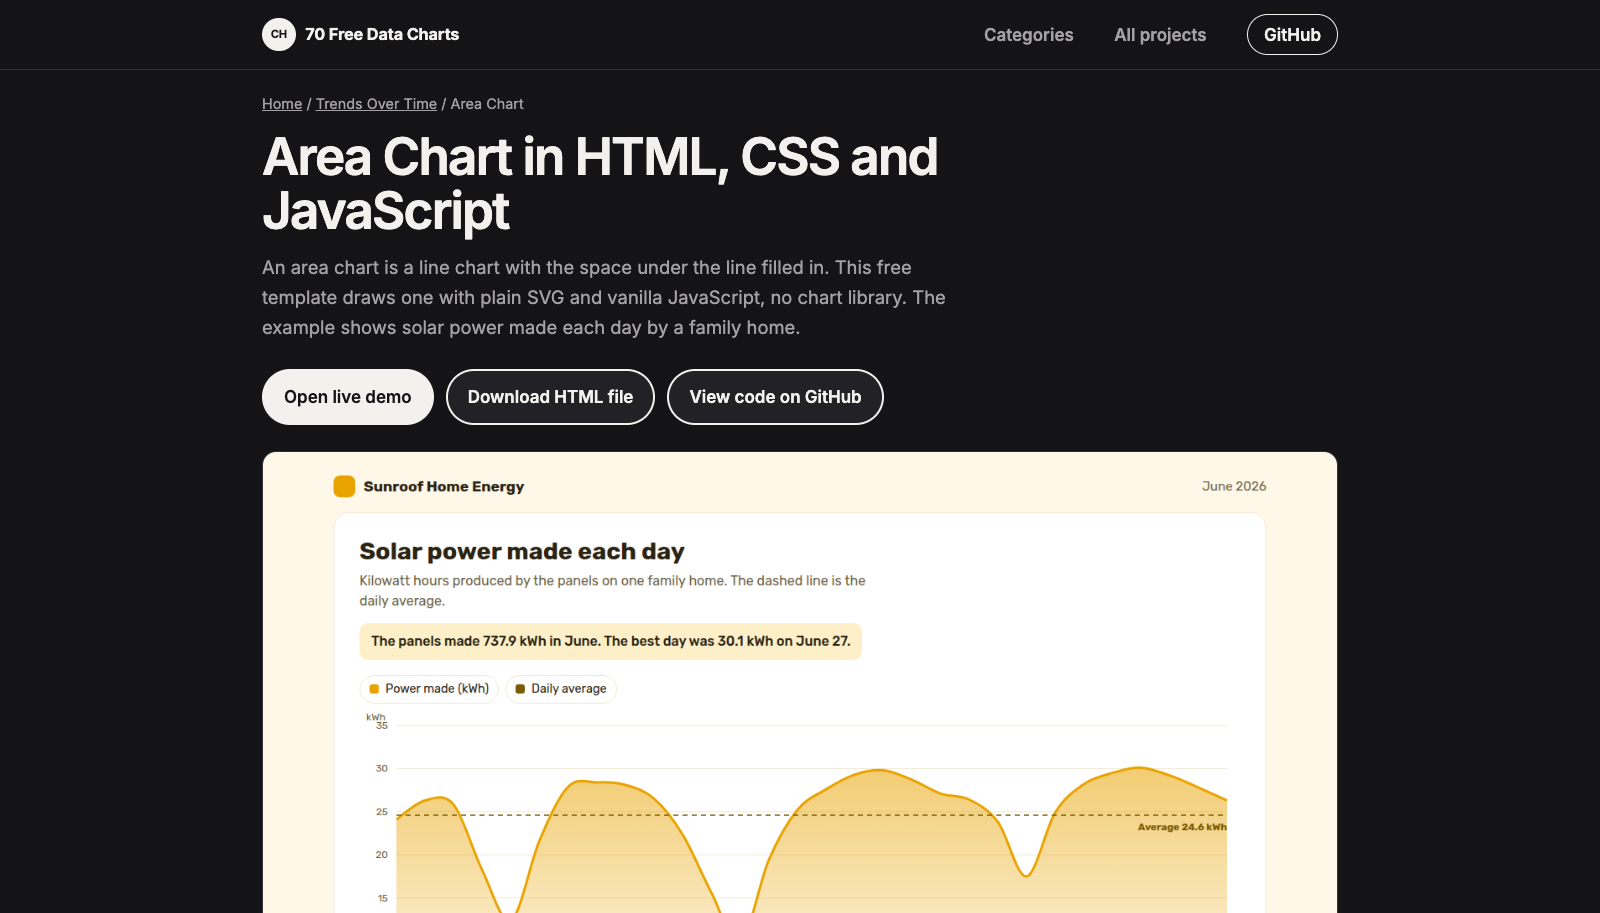 CH 70 Free Data Charts
Categories All projects GitHub
Home / Trends Over Time / Area Chart
Area Chart in HTML, CSS and
JavaScript
An area chart is a line chart with the space under the line filled in. This free
template draws one with plain SVG and vanilla JavaScript, no chart library. The
example shows solar power made each day by a family home.
Open live demo Download HTML file View code on GitHub
Sunroof Home Energy June 2026
Solar power made each day
Kilowatt hours produced by the panels on one family home. The dashed line is the
daily average.
The panels made 737.9 kWh in June. The best day was 30.1 kWh on June 27.
Power made (kWh) Daily average
kWh
35
30
25
Average 24.6 kWh
20
15